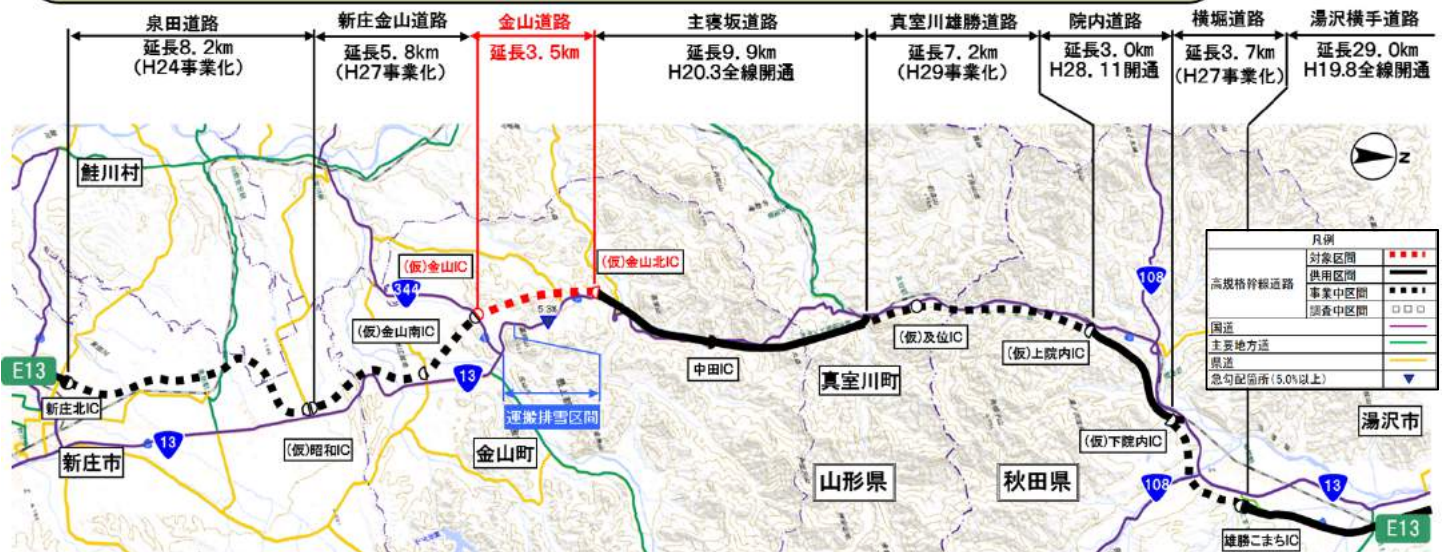 泉田道路
延長8.2km
(H24事業化)
新庄金山道路
延長5.8km
(H27事業化)
金山道路
延長3.5km
主寝坂道路
延長9.9km
H20.3全線開通
真室川雄勝道路
延長7.2km
(H29事業化)
院内道路
延長3.0km
H28.11開通
横堀道路
延長3.7km
(H27事業化)
湯沢横手道路
延長29.0km
H19.8全線開通
鮭川村
N
(仮)金山IC
(仮)金山北IC
344
108
5.3%
(仮)金山南IC
(仮)及位IC
(仮)上院内IC
E13
新庄北IC
13
中田IC
真室川町
運搬排雪区間
(仮)昭和IC
(仮)下院内IC
湯沢市
新庄市
13
金山町
山形県
秋田県
108
13
雄勝こまちIC
E13
凡例
高規格幹線道路
対象区間
供用区間
事業中区間
調査中区間
国道
主要地方道
県道
急勾配箇所(5.0%以上)